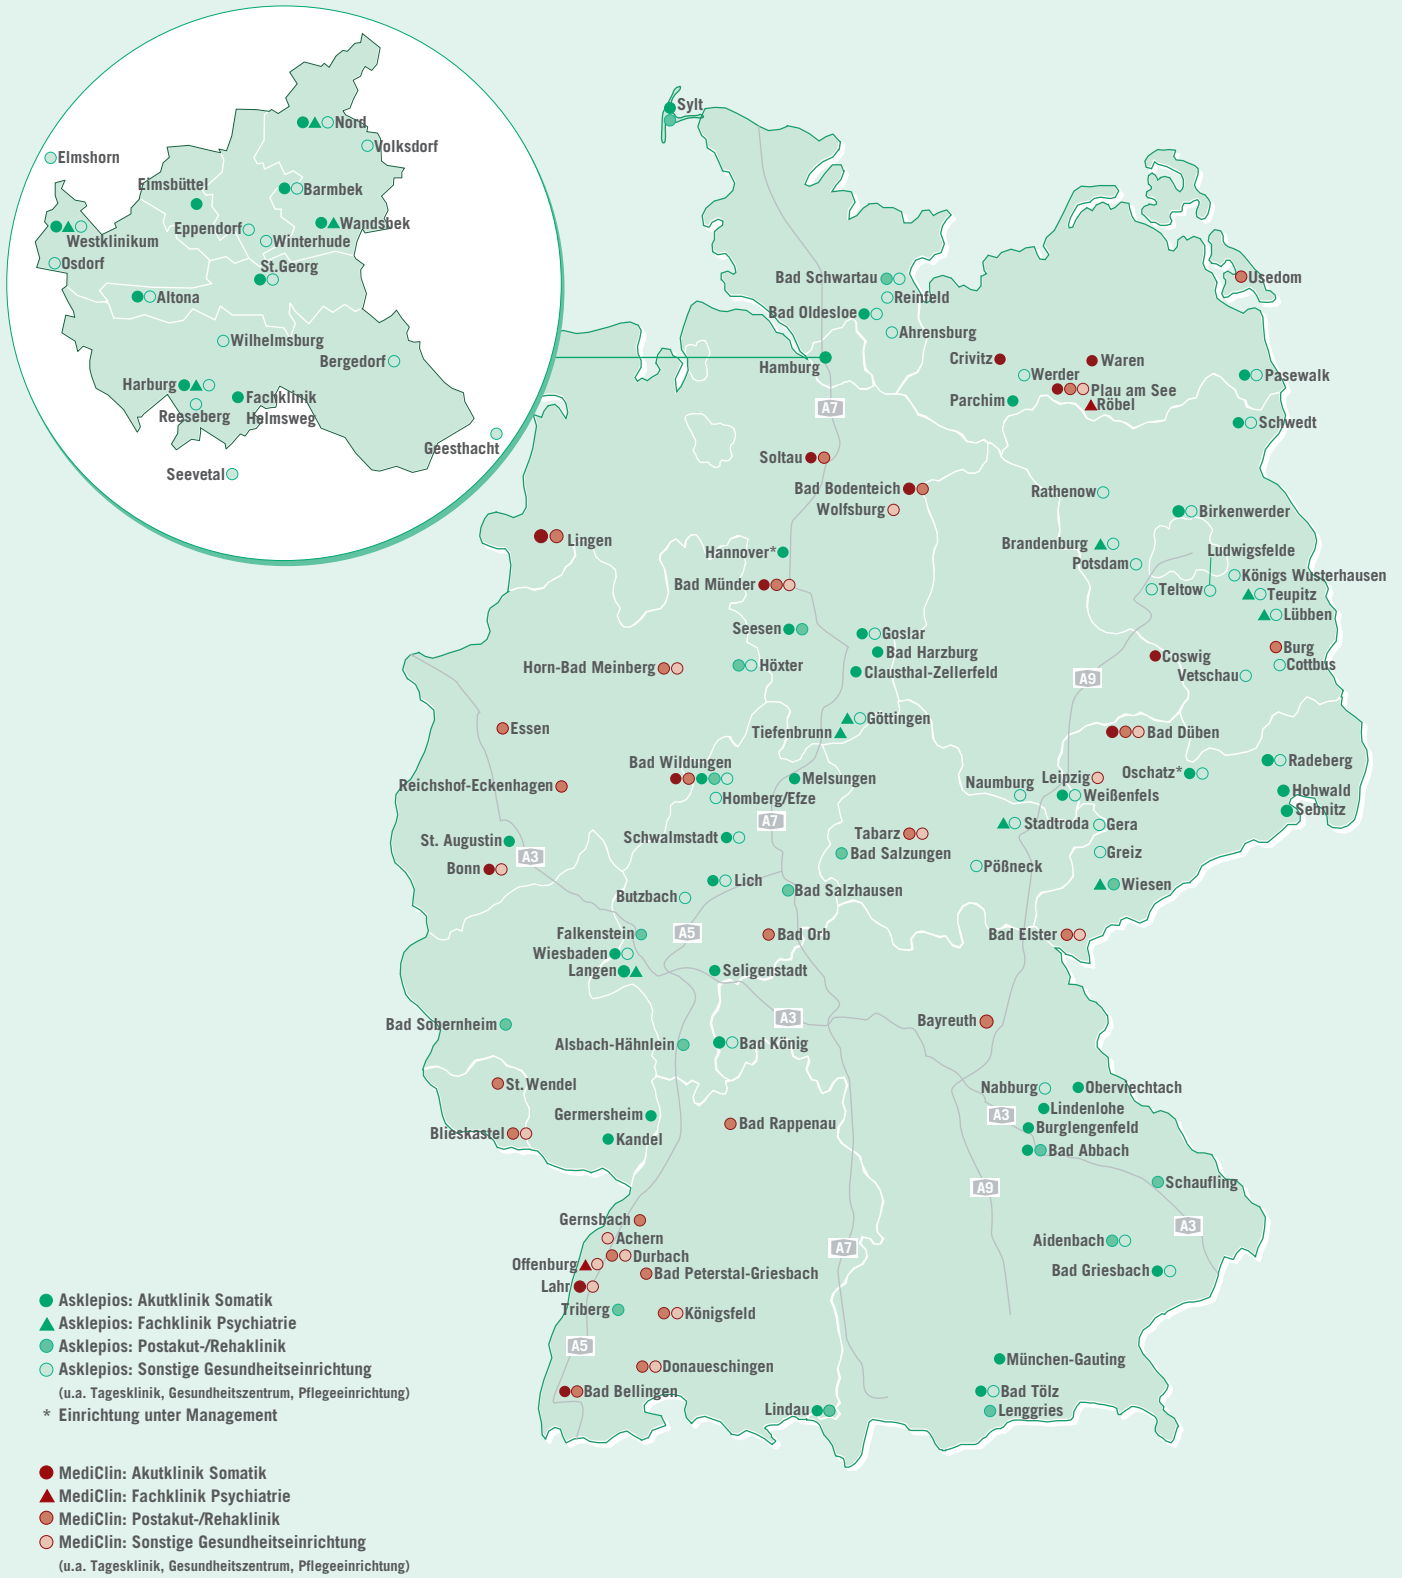 Nord
Volksdorf
Elmshorn
Eimsbüttel
Barmbek
Eppendorf
Wandsbek
Westklinikum
Winterhude
Osdorf
St.Georg
Altona
Wilhelmsburg
Bergedorf
Harburg
Fachklinik
Helmsweg
Reeseberg
Geesthacht
Seevetal
Sylt
Bad Schwartau
Usedom
Reinfeld
Bad Oldesloe
Ahrensburg
Hamburg
Crivitz
Waren
Werder
Pasewalk
Plau am See
Parchim
Röbel
A7
Schwedt
Soltau
Bad Bodenteich
Rathenow
Wolfsburg
Birkenwerder
Lingen
Hannover*
Brandenburg
Ludwigsfelde
Potsdam
Königs Wusterhausen
Bad Münder
Teltow
Teupitz
Lübben
Seesen
Goslar
Bad Harzburg
Burg
Coswig
Cottbus
Horn-Bad Meinberg
Höxter
Clausthal-Zellerfeld
Vetschau
A9
Göttingen
Essen
Tiefenbrunn
Bad Düben
Bad Wildungen
Radeberg
Reichshof-Eckenhagen
Melsungen
Naumburg
Leipzig
Oschatz*
Homberg/Efze
Weißenfels
Hohwald
Sebnitz
A7
Schwalmstadt
Tabarz
Stadtroda
Gera
St. Augustin
A3
Bad Salzungen
Greiz
Bonn
Pößneck
Lich
Butzbach
Bad Salzhausen
Wiesen
Falkenstein
A5
Bad Orb
Bad Elster
Wiesbaden
Langen
Seligenstadt
Bad Sobernheim
A3
Bayreuth
Alsbach-Hähnlein
Bad König
St.Wendel
Nabburg
Oberviechtach
Germersheim
A3
Lindenlohe
Blieskastel
Bad Rappenau
Burglengenfeld
Kandel
Bad Abbach
A9
Schaufling
Gernsbach
A3
Achern
A7
Aidenbach
Offenburg
Durbach
Bad Peterstal-Griesbach
Bad Griesbach
Lahr
Triberg
Königsfeld
A5
München-Gauting
Donaueschingen
Bad Bellingen
Bad Tölz
Lindau
Lenggries
Asklepios: Akutklinik Somatik
Asklepios: Fachklinik Psychiatrie
Asklepios: Postakut-/Rehaklinik
Asklepios: Sonstige Gesundheitseinrichtung
(u.a. Tagesklinik, Gesundheitszentrum, Pflegeeinrichtung)
* Einrichtung unter Management
MediClin: Akutklinik Somatik
MediClin: Fachklinik Psychiatrie
MediClin: Postakut-/Rehaklinik
MediClin: Sonstige Gesundheitseinrichtung
(u.a. Tagesklinik, Gesundheitszentrum, Pflegeeinrichtung)